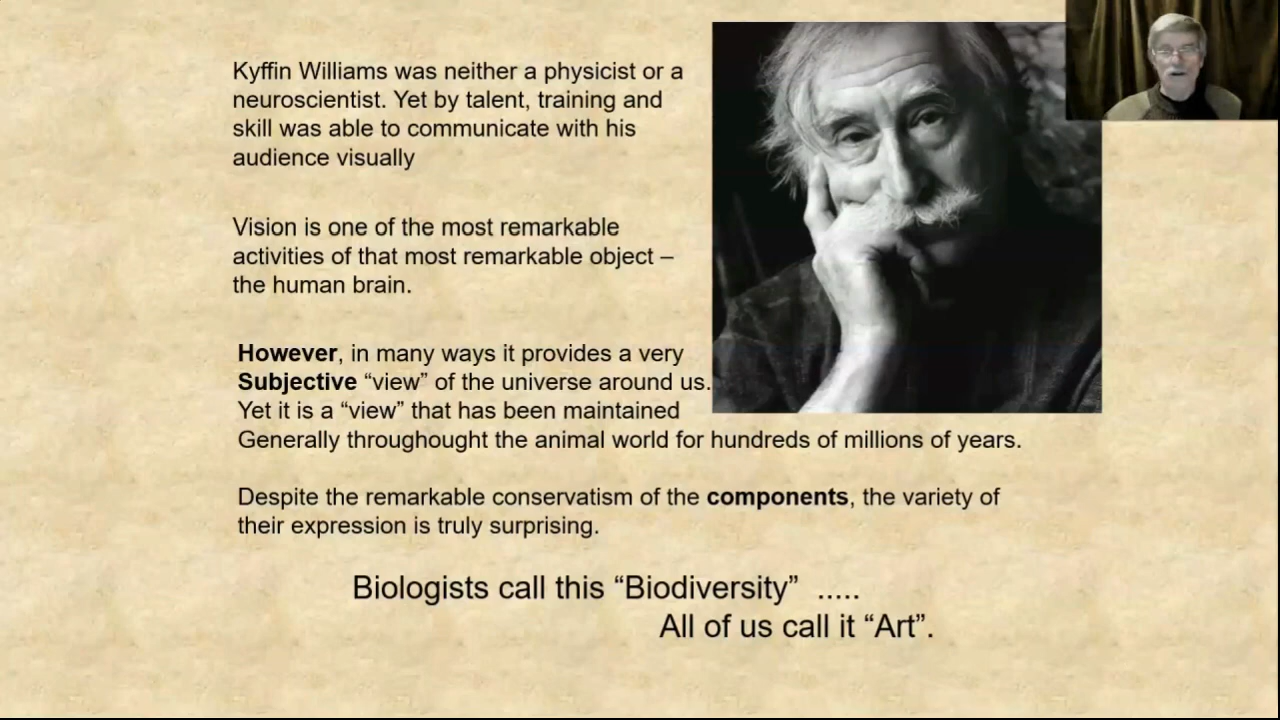 Kyffin Williams was neither a physicist or a
neuroscientist. Yet by talent, training and
skill was able to communicate with his
audience visually
Vision is one of the most remarkable
activities of that most remarkable object –
the human brain.
However, in many ways it provides a very
Subjective “view” of the universe around us.
Yet it is a “view” that has been maintained
Generally throughought the animal world for hundreds of millions of years.
Despite the remarkable conservatism of the components, the variety of
their expression is truly surprising.
Biologists call this “Biodiversity” .....
All of us call it “Art”.